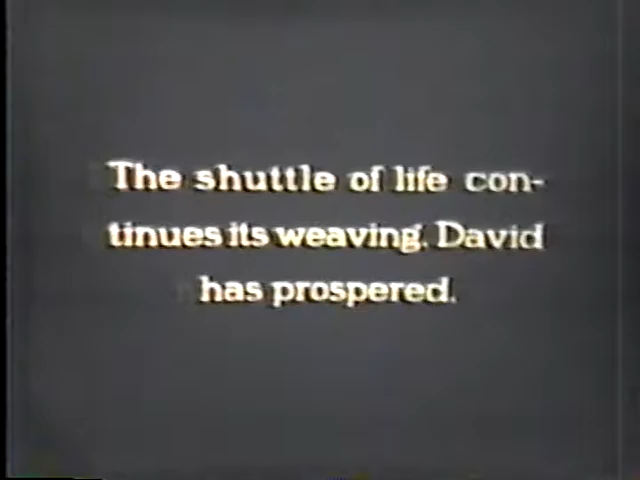 The shuttle of life con-
tinues its weaving. David
has prospered.